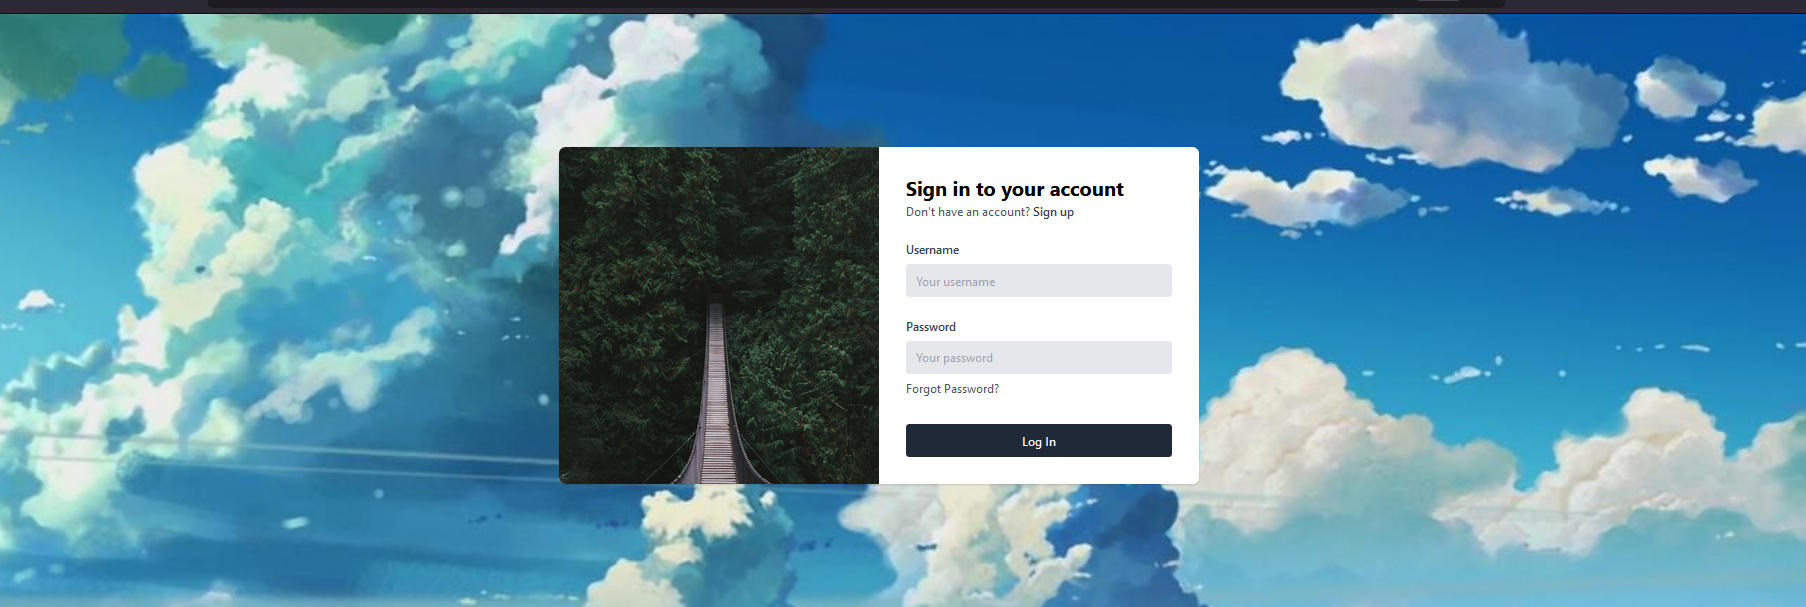 Sign in to your account
Don't have an account? Sign up
Username
Your username
Password
Your password
Forgot Password?
Log In